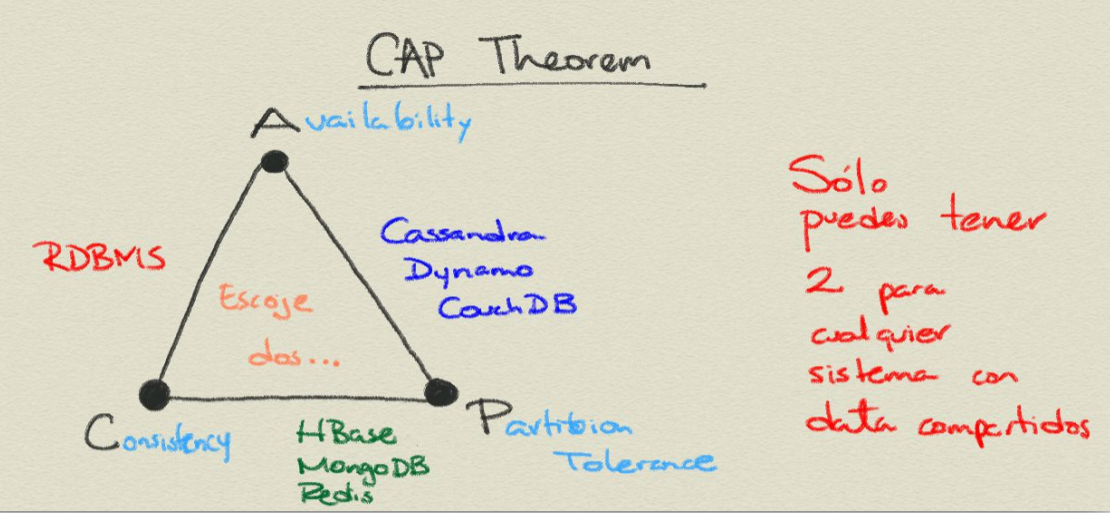 CAP Theorem
Availability
RDBMS
Cassandra
Dynamo
CouchDB
Escoje
dos...
Consistency
HBase
MongoDB
Redis
Partibion
Tolerance
Sólo
puedes tener
2 para
cualquier
sistema con
data compartidos